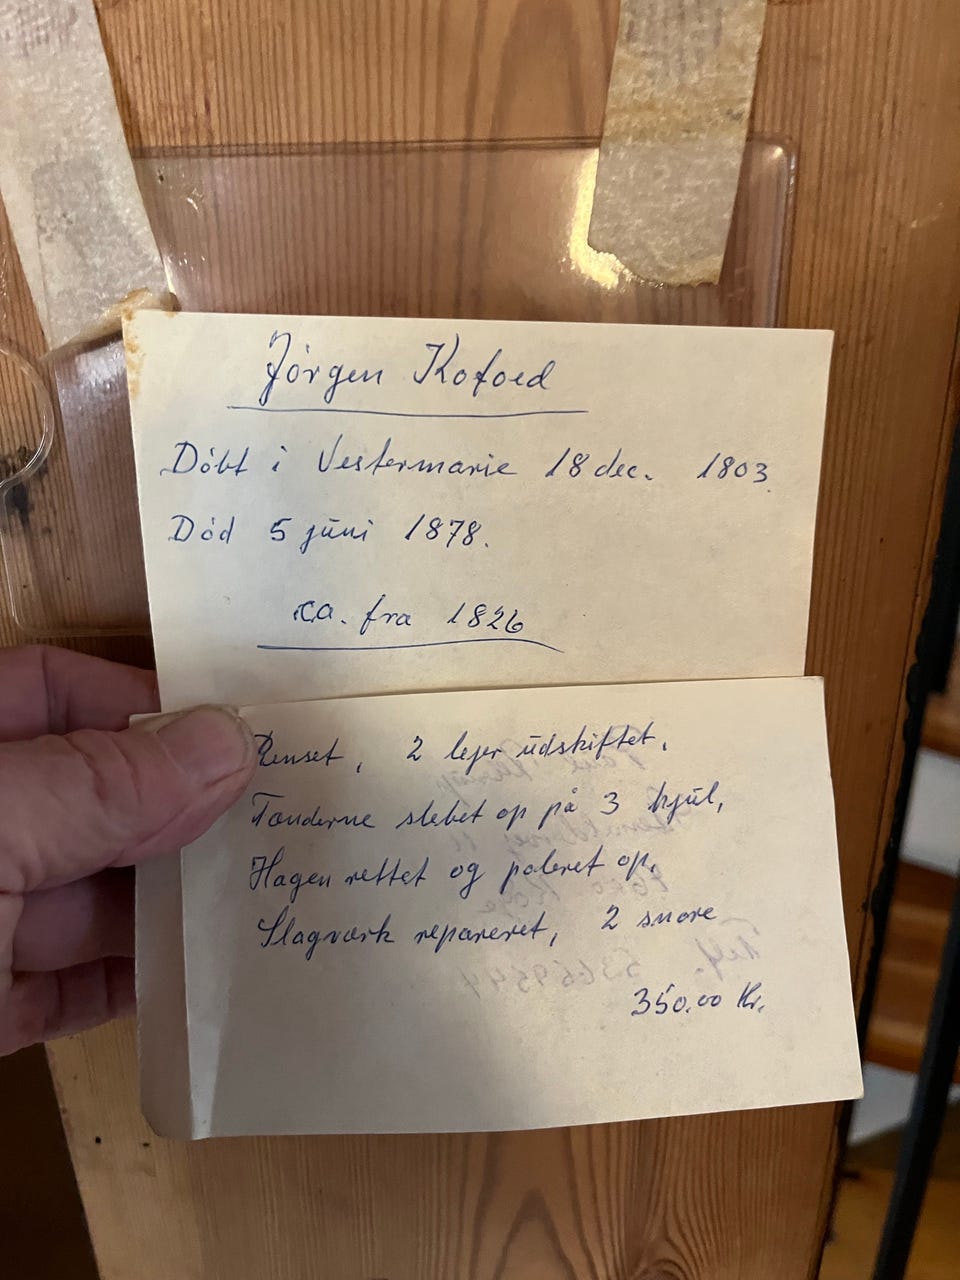 Jörgen Kofoed
Döbt i Vestermarie 18 dec. 1803.
Död 5 juni 1878.
ca. fra 1826
Renset, 2 lejer udskiftet,
Tænderne slebet op på 3 hjul,
Hagen rettet og poleret op,
Slagværk repareret, 2 snore
350.00 Kr.